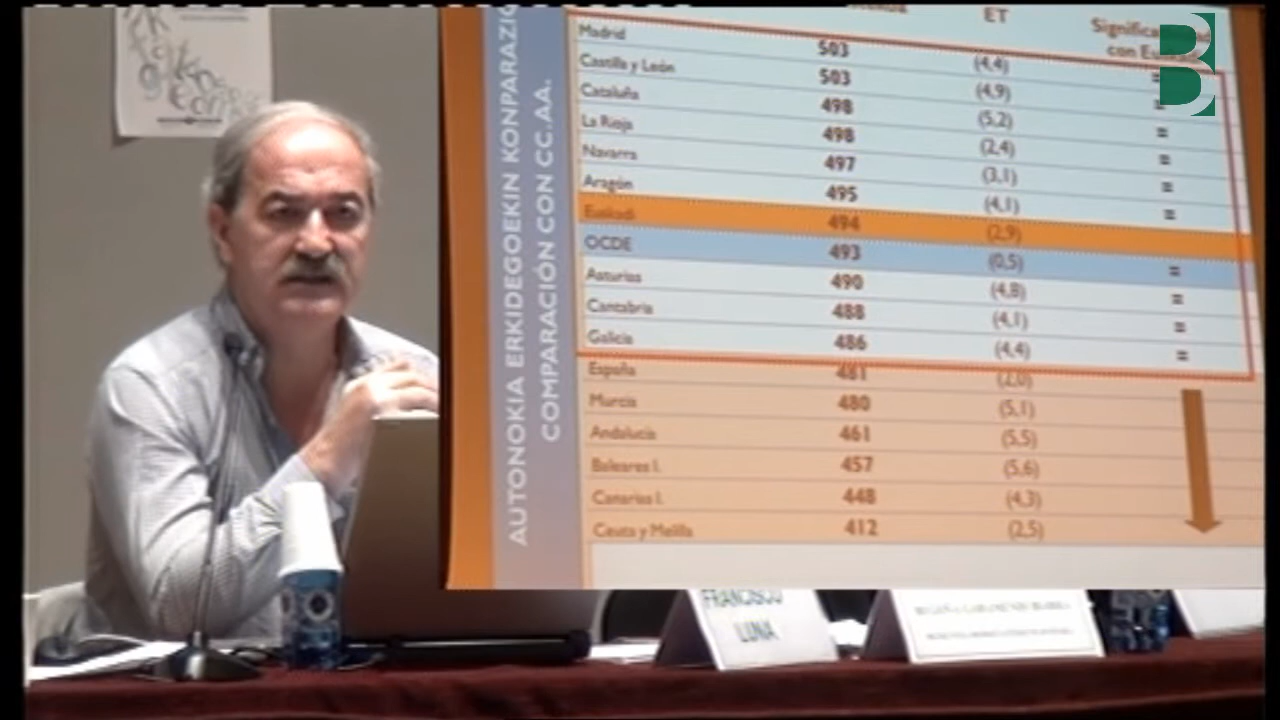 AUTONOKIA ERKIDEGOEKIN KONPARAZIO
COMPARACIÓN CON CC.AA.
ET
Madrid 503 (4,4) =
Castilla y León 503 (4,9) =
Cataluña 498 (5,2) =
La Rioja 498 (2,4) =
Navarra 497 (3,1) =
Aragón 495 (4,1) =
Euskadi 494 (2,9)
OCDE 493 (0,5) =
Asturias 490 (4,8) =
Cantabria 488 (4,1) =
Galicia 486 (4,4) =
España 481 (2,0)
Murcia 480 (5,1)
Andalucía 461 (5,5)
Baleares I. 457 (5,6)
Canarias I. 448 (4,3)
Ceuta y Melilla 412 (2,5)
FRANCISCO
LUNA
B